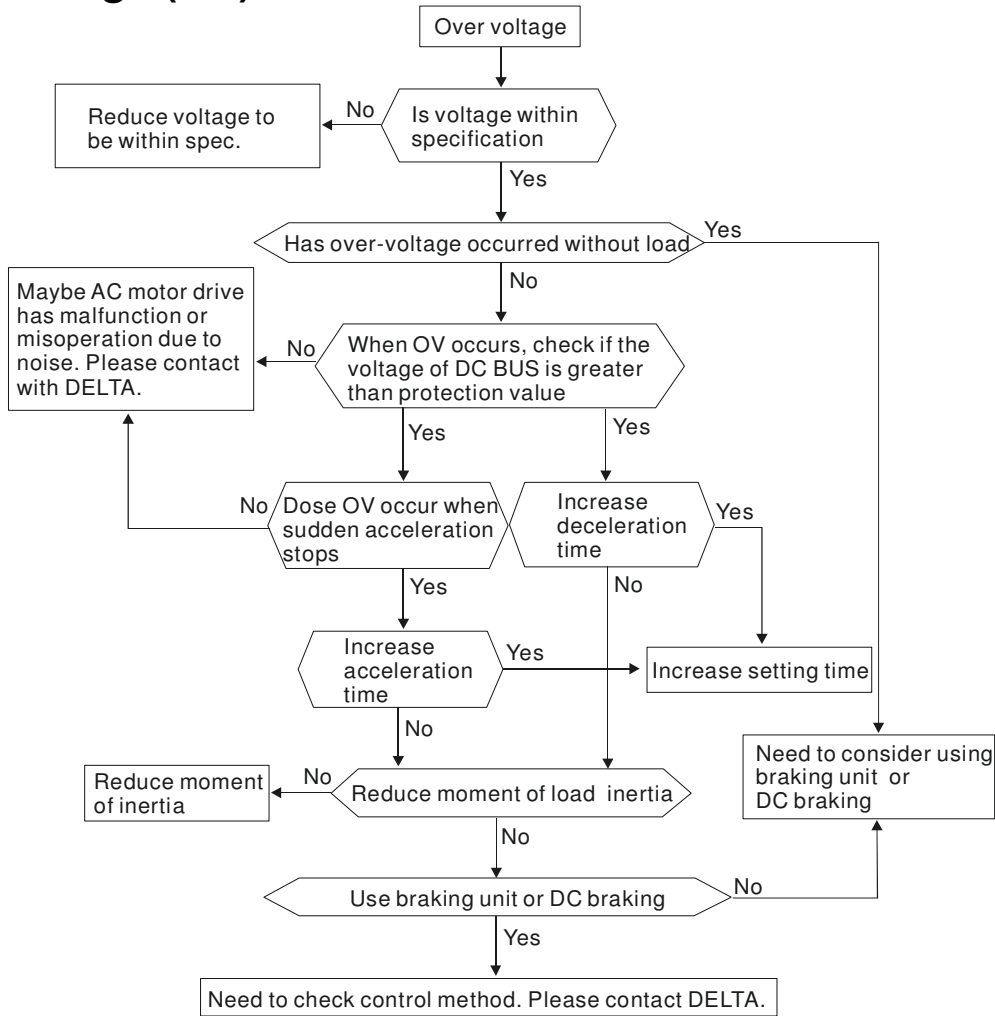 Over voltage
Reduce voltage to
be within spec.
No
Is voltage within
specification
Yes
Has over-voltage occurred without load
Yes
No
Maybe AC motor drive
has malfunction or
misoperation due to
noise. Please contact
with DELTA.
No
When OV occurs, check if the
voltage of DC BUS is greater
than protection value
Yes
Yes
No
Dose OV occur when
sudden acceleration
stops
Increase
deceleration
time
Yes
Yes
No
Increase
acceleration
time
Yes
Increase setting time
No
Need to consider using
braking unit or
DC braking
Reduce moment
of inertia
No
Reduce moment of load inertia
No
Use braking unit or DC braking
No
Yes
Need to check control method. Please contact DELTA.